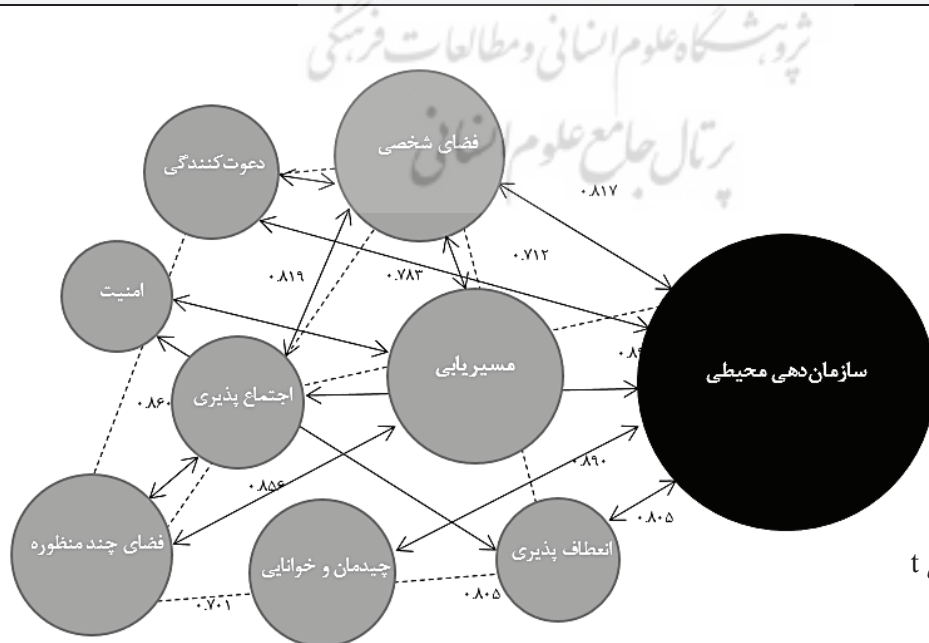 پژوهشگاه علوم انسانی و مطالعات فرهنگی
پرتال جامع علوم انسانی
فضای شخصی
دعوت‌کنندگی
۰.۸۱۷
۰.۷۱۲
۰.۷۸۳
۰.۸۱۹
امنیت
مسیریابی
سازمان‌دهی محیطی
اجتماع پذیری
۰.۸۶۰
۰.۸۹۰
۰.۸۵۶
۰.۸۰۵
فضای چند منظوره
چیدمان و خوانایی
انعطاف پذیری
۰.۷۰۱
۰.۸۰۵
t